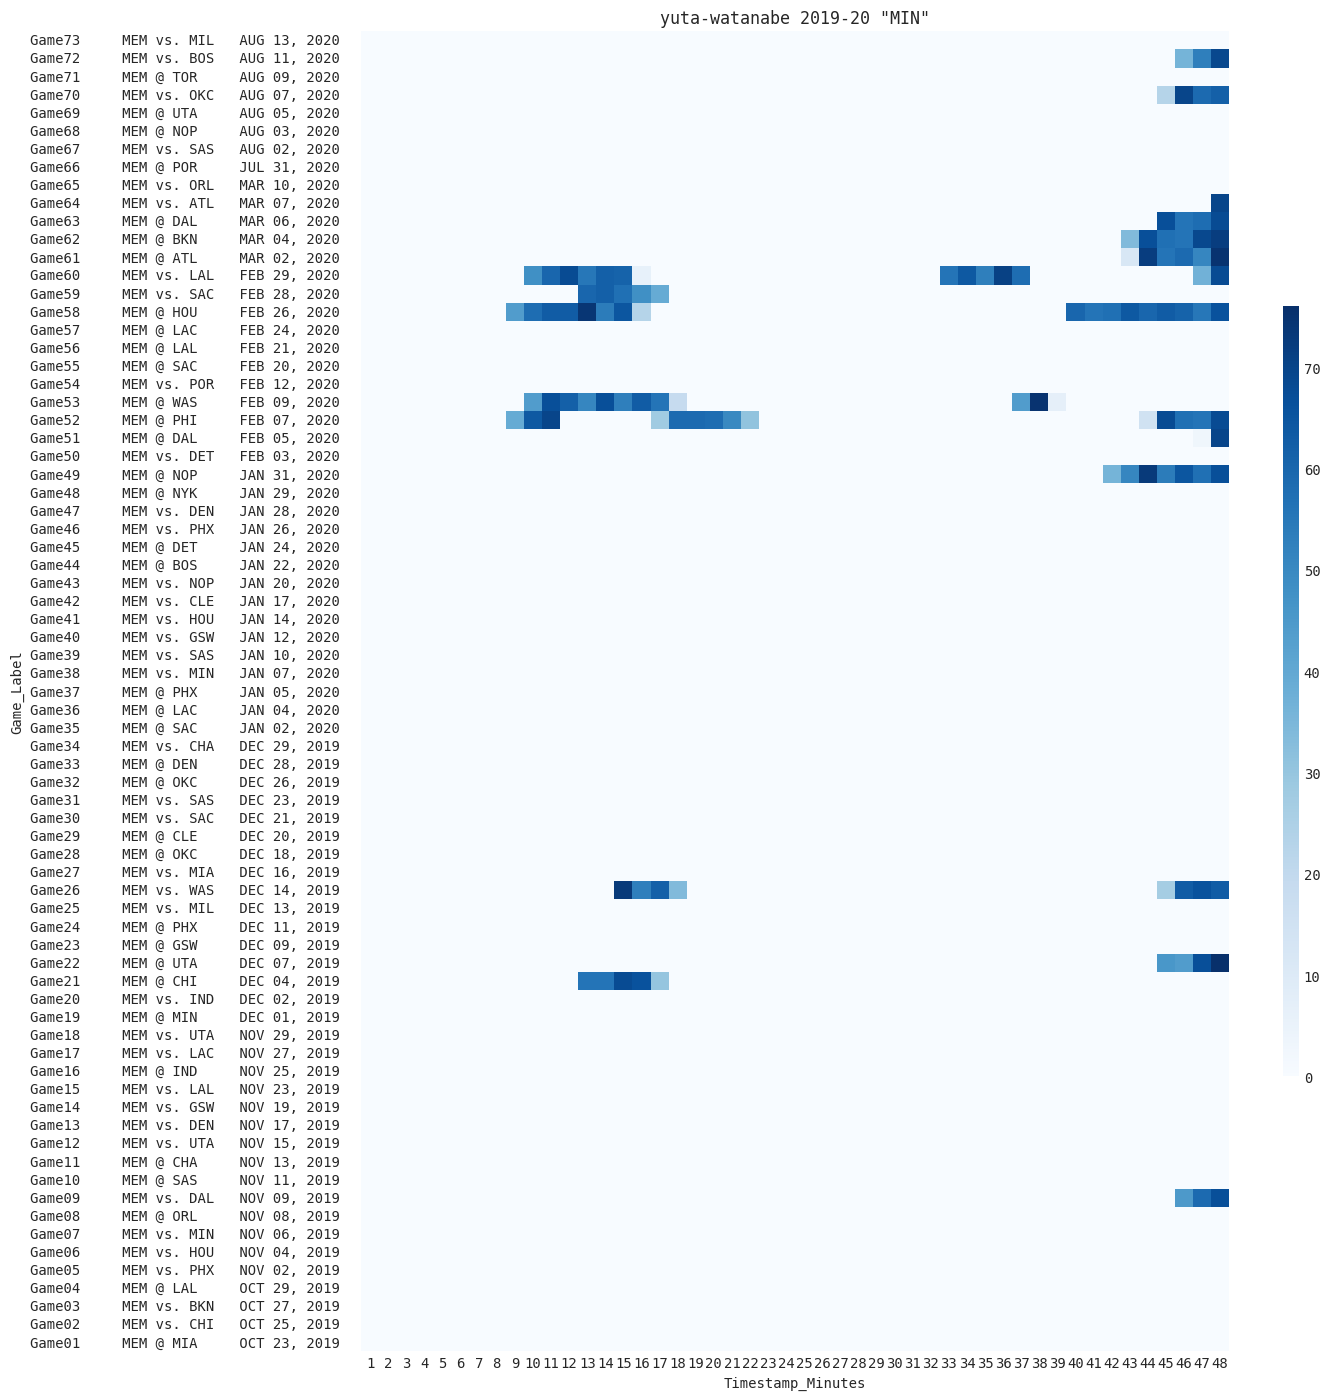 yuta-watanabe 2019-20 "MIN"
Game73 MEM vs. MIL AUG 13, 2020
Game72 MEM vs. BOS AUG 11, 2020
Game71 MEM @ TOR AUG 09, 2020
Game70 MEM vs. OKC AUG 07, 2020
Game69 MEM @ UTA AUG 05, 2020
Game68 MEM @ NOP AUG 03, 2020
Game67 MEM vs. SAS AUG 02, 2020
Game66 MEM @ POR JUL 31, 2020
Game65 MEM vs. ORL MAR 10, 2020
Game64 MEM vs. ATL MAR 07, 2020
Game63 MEM @ DAL MAR 06, 2020
Game62 MEM @ BKN MAR 04, 2020
Game61 MEM @ ATL MAR 02, 2020
Game60 MEM vs. LAL FEB 29, 2020
Game59 MEM vs. SAC FEB 28, 2020
Game58 MEM @ HOU FEB 26, 2020
Game57 MEM @ LAC FEB 24, 2020
Game56 MEM @ LAL FEB 21, 2020
Game55 MEM @ SAC FEB 20, 2020
Game54 MEM vs. POR FEB 12, 2020
Game53 MEM @ WAS FEB 09, 2020
Game52 MEM @ PHI FEB 07, 2020
Game51 MEM @ DAL FEB 05, 2020
Game50 MEM vs. DET FEB 03, 2020
Game49 MEM @ NOP JAN 31, 2020
Game48 MEM @ NYK JAN 29, 2020
Game47 MEM vs. DEN JAN 28, 2020
Game46 MEM vs. PHX JAN 26, 2020
Game45 MEM @ DET JAN 24, 2020
Game44 MEM @ BOS JAN 22, 2020
Game43 MEM vs. NOP JAN 20, 2020
Game42 MEM vs. CLE JAN 17, 2020
Game41 MEM vs. HOU JAN 14, 2020
Game40 MEM vs. GSW JAN 12, 2020
Game39 MEM vs. SAS JAN 10, 2020
Game38 MEM vs. MIN JAN 07, 2020
Game37 MEM @ PHX JAN 05, 2020
Game36 MEM @ LAC JAN 04, 2020
Game35 MEM @ SAC JAN 02, 2020
Game34 MEM vs. CHA DEC 29, 2019
Game33 MEM @ DEN DEC 28, 2019
Game32 MEM @ OKC DEC 26, 2019
Game31 MEM vs. SAS DEC 23, 2019
Game30 MEM vs. SAC DEC 21, 2019
Game29 MEM @ CLE DEC 20, 2019
Game28 MEM @ OKC DEC 18, 2019
Game27 MEM vs. MIA DEC 16, 2019
Game26 MEM vs. WAS DEC 14, 2019
Game25 MEM vs. MIL DEC 13, 2019
Game24 MEM @ PHX DEC 11, 2019
Game23 MEM @ GSW DEC 09, 2019
Game22 MEM @ UTA DEC 07, 2019
Game21 MEM @ CHI DEC 04, 2019
Game20 MEM vs. IND DEC 02, 2019
Game19 MEM @ MIN DEC 01, 2019
Game18 MEM vs. UTA NOV 29, 2019
Game17 MEM vs. LAC NOV 27, 2019
Game16 MEM @ IND NOV 25, 2019
Game15 MEM vs. LAL NOV 23, 2019
Game14 MEM vs. GSW NOV 19, 2019
Game13 MEM vs. DEN NOV 17, 2019
Game12 MEM vs. UTA NOV 15, 2019
Game11 MEM @ CHA NOV 13, 2019
Game10 MEM @ SAS NOV 11, 2019
Game09 MEM vs. DAL NOV 09, 2019
Game08 MEM @ ORL NOV 08, 2019
Game07 MEM vs. MIN NOV 06, 2019
Game06 MEM vs. HOU NOV 04, 2019
Game05 MEM vs. PHX NOV 02, 2019
Game04 MEM @ LAL OCT 29, 2019
Game03 MEM vs. BKN OCT 27, 2019
Game02 MEM vs. CHI OCT 25, 2019
Game01 MEM @ MIA OCT 23, 2019
Game_Label
1 2 3 4 5 6 7 8 9 10 11 12 13 14 15 16 17 18 19 20 21 22 23 24 25 26 27 28 29 30 31 32 33 34 35 36 37 38 39 40 41 42 43 44 45 46 47 48
Timestamp_Minutes
70
60
50
40
30
20
10
0